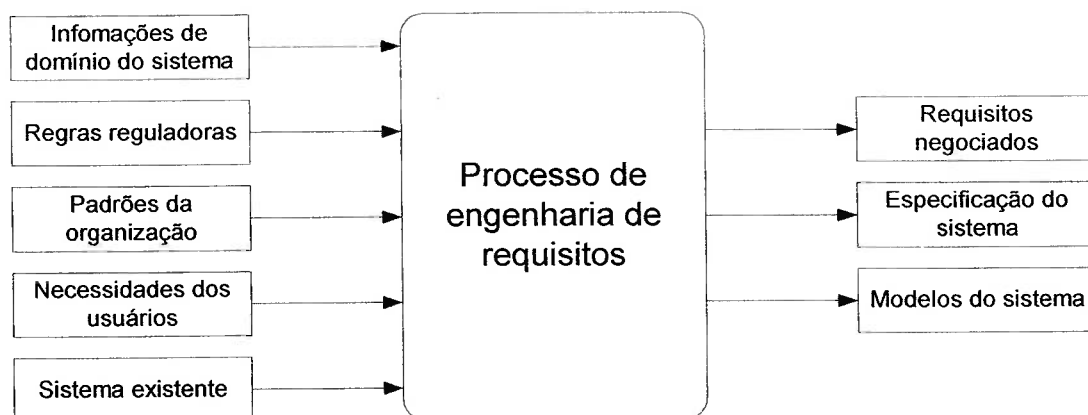 Infomações de
domínio do sistema
Regras reguladoras
Padrões da
organização
Necessidades dos
usuários
Sistema existente
Processo de
engenharia de
requisitos
Requisitos
negociados
Especificação do
sistema
Modelos do sistema